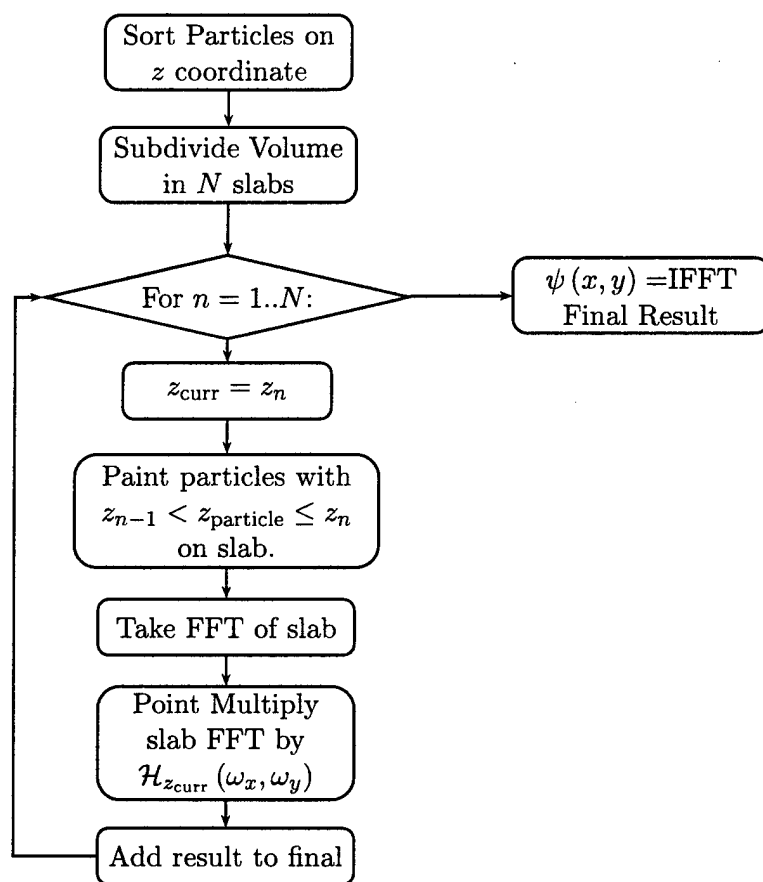 Sort Particles on
z coordinate
Subdivide Volume
in N slabs
For n = 1..N:
ψ (x, y) =IFFT
Final Result
z_curr = z_n
Paint particles with
z_{n−1} < z_particle ≤ z_n
on slab.
Take FFT of slab
Point Multiply
slab FFT by
ℋ_{z_curr} (ω_x, ω_y)
Add result to final